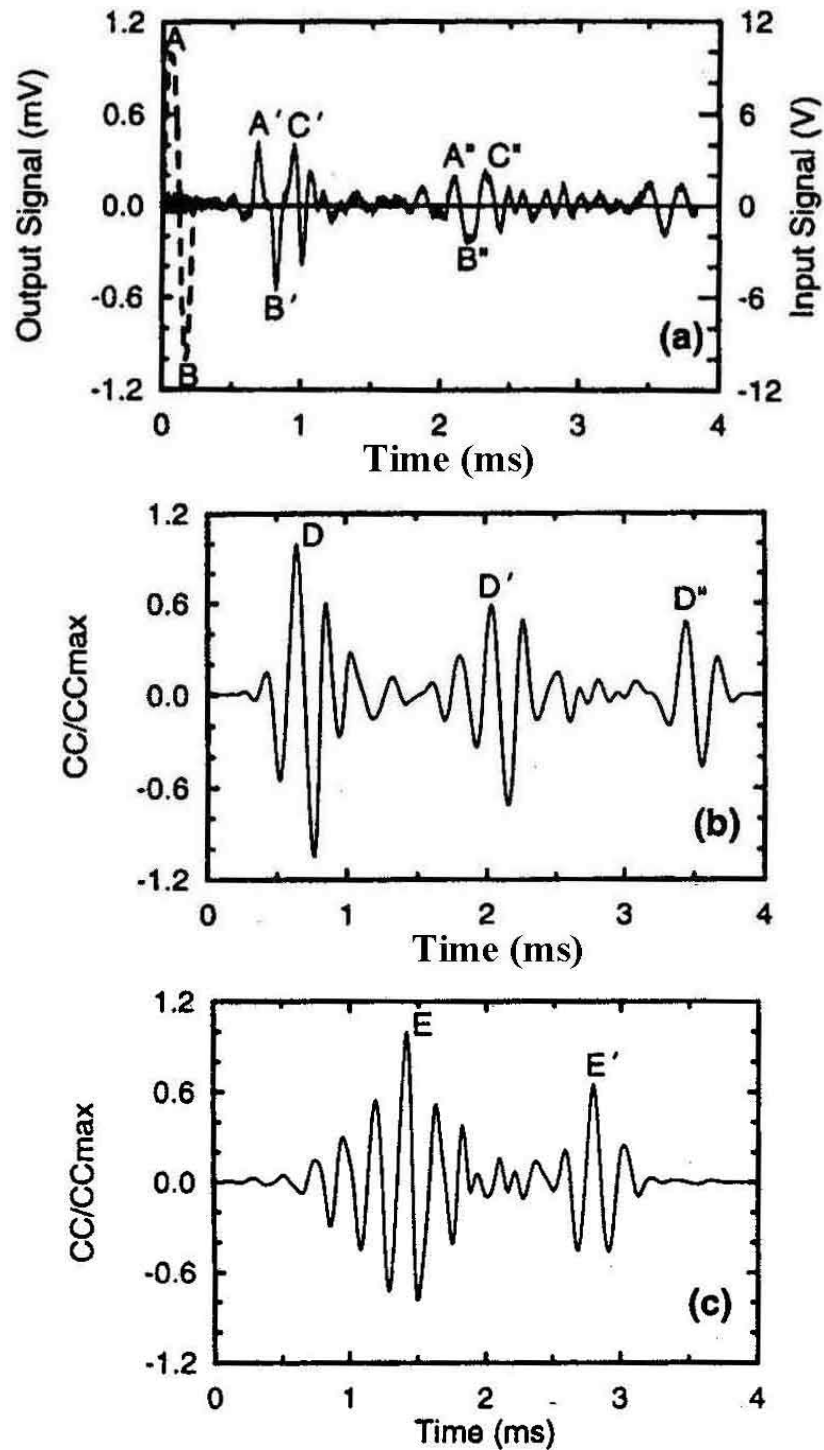 1.2
12
A
Output Signal (mV)
Input Signal (V)
0.6
6
A′ C′
A" C"
0.0
0
B′
B"
-0.6
-6
(a)
B
-1.2
-12
0 1 2 3 4
Time (ms)
1.2
D
CC/CCmax
0.6
D′
D"
0.0
-0.6
(b)
-1.2
0 1 2 3 4
Time (ms)
1.2
E
CC/CCmax
0.6
E′
0.0
-0.6
(c)
-1.2
0 1 2 3 4
Time (ms)